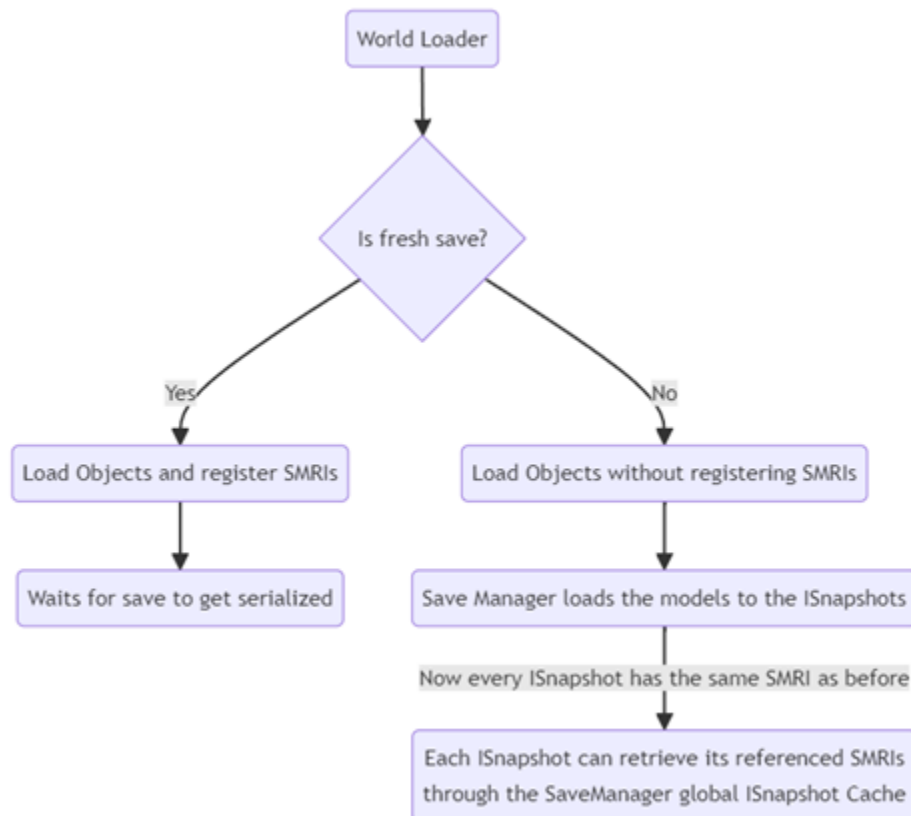 World Loader
Is fresh save?
Yes
No
Load Objects and register SMRIs
Load Objects without registering SMRIs
Waits for save to get serialized
Save Manager loads the models to the ISnapshots
Now every ISnapshot has the same SMRI as before
Each ISnapshot can retrieve its referenced SMRIs
through the SaveManager global ISnapshot Cache